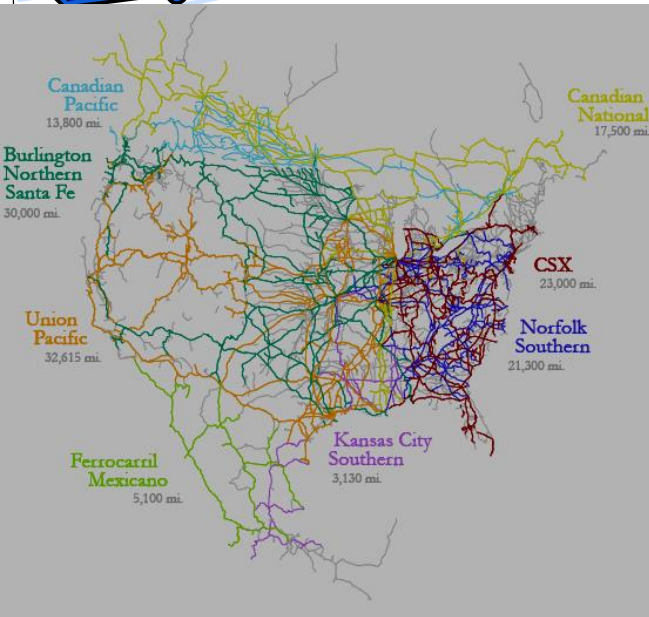 Canadian
Pacific
13,800 mi.
Canadian
National
17,500 mi.
Burlington
Northern
Santa Fe
30,000 mi.
CSX
23,000 mi.
Union
Pacific
32,615 mi.
Norfolk
Southern
21,300 mi.
Kansas City
Southern
3,130 mi.
Ferrocarril
Mexicano
5,100 mi.